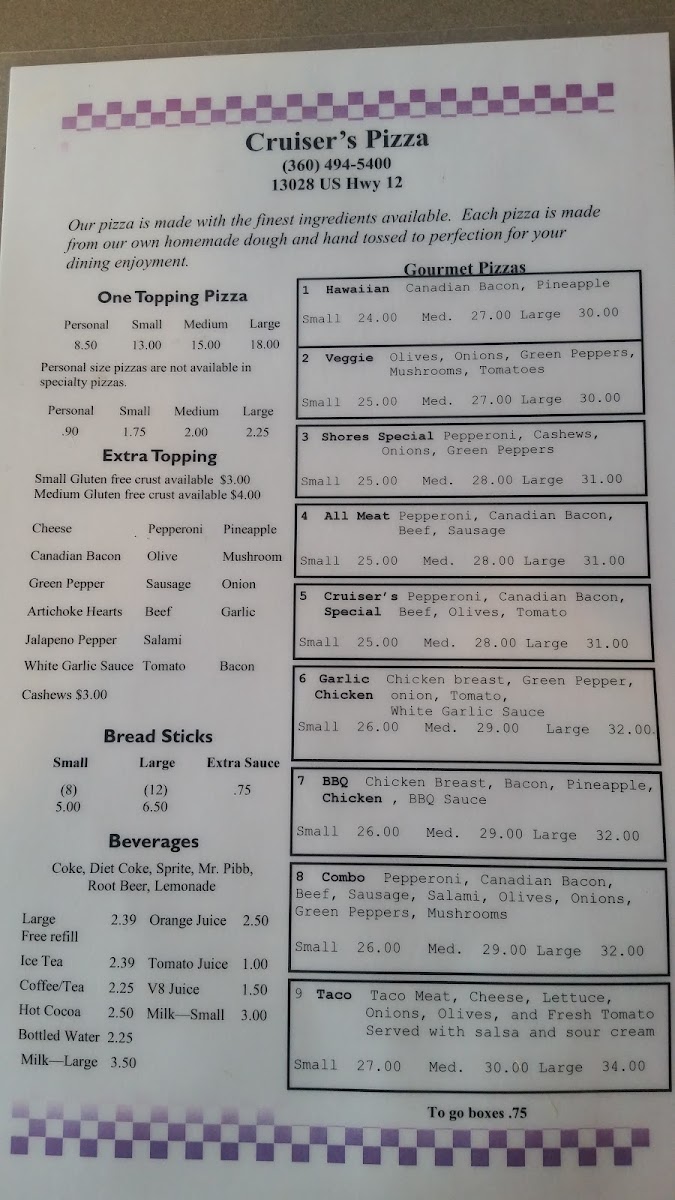 Cruiser's Pizza
(360) 494-5400
13028 US Hwy 12
Our pizza is made with the finest ingredients available. Each pizza is made
from our own homemade dough and hand tossed to perfection for your
dining enjoyment.
One Topping Pizza
Personal Small Medium Large
8.50 13.00 15.00 18.00
Personal size pizzas are not available in
specialty pizzas.
Personal Small Medium Large
.90 1.75 2.00 2.25
Extra Topping
Small Gluten free crust available $3.00
Medium Gluten free crust available $4.00
Cheese Pepperoni Pineapple
Canadian Bacon Olive Mushroom
Green Pepper Sausage Onion
Artichoke Hearts Beef Garlic
Jalapeno Pepper Salami
White Garlic Sauce Tomato Bacon
Cashews $3.00
Bread Sticks
Small Large Extra Sauce
(8) (12) .75
5.00 6.50
Beverages
Coke, Diet Coke, Sprite, Mr. Pibb,
Root Beer, Lemonade
Large 2.39 Orange Juice 2.50
Free refill
Ice Tea 2.39 Tomato Juice 1.00
Coffee/Tea 2.25 V8 Juice 1.50
Hot Cocoa 2.50 Milk—Small 3.00
Bottled Water 2.25
Milk—Large 3.50
Gourmet Pizzas
1 Hawaiian Canadian Bacon, Pineapple
Small 24.00 Med. 27.00 Large 30.00
2 Veggie Olives, Onions, Green Peppers,
Mushrooms, Tomatoes
Small 25.00 Med. 27.00 Large 30.00
3 Shores Special Pepperoni, Cashews,
Onions, Green Peppers
Small 25.00 Med. 28.00 Large 31.00
4 All Meat Pepperoni, Canadian Bacon,
Beef, Sausage
Small 25.00 Med. 28.00 Large 31.00
5 Cruiser's Pepperoni, Canadian Bacon,
Special Beef, Olives, Tomato
Small 25.00 Med. 28.00 Large 31.00
6 Garlic Chicken breast, Green Pepper,
Chicken onion, Tomato,
White Garlic Sauce
Small 26.00 Med. 29.00 Large 32.00
7 BBQ Chicken Breast, Bacon, Pineapple,
Chicken , BBQ Sauce
Small 26.00 Med. 29.00 Large 32.00
8 Combo Pepperoni, Canadian Bacon,
Beef, Sausage, Salami, Olives, Onions,
Green Peppers, Mushrooms
Small 26.00 Med. 29.00 Large 32.00
9 Taco Taco Meat, Cheese, Lettuce,
Onions, Olives, and Fresh Tomato
Served with salsa and sour cream
Small 27.00 Med. 30.00 Large 34.00
To go boxes .75